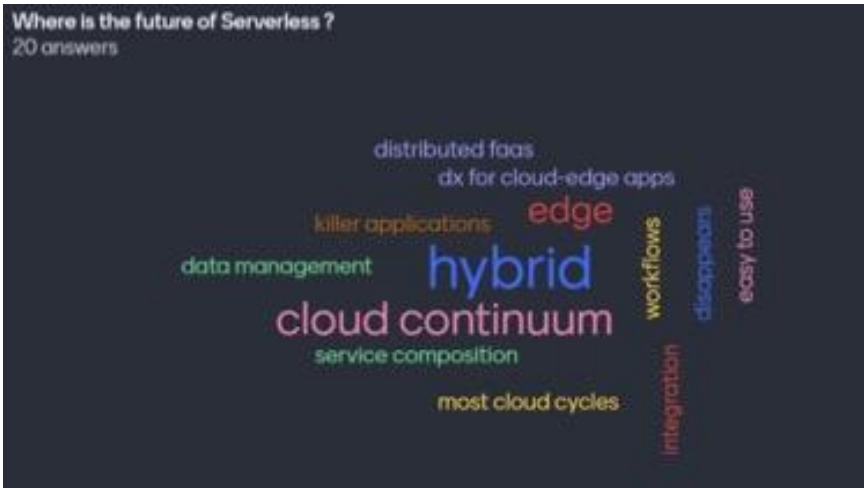 Where is the future of Serverless ?
20 answers
distributed faas
dx for cloud-edge apps
edge
killer applications
data management
hybrid
workflows
disappears
easy to use
cloud continuum
service composition
integration
most cloud cycles